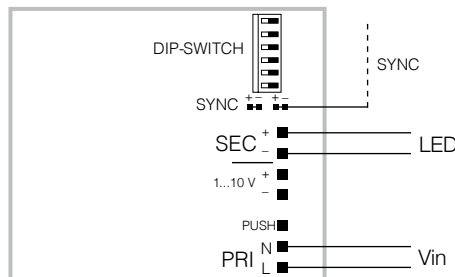 DIP-SWITCH
SYNC
+ − + −
SYNC
SEC + −
LED
1...10 V + −
PUSH
PRI N L
Vin